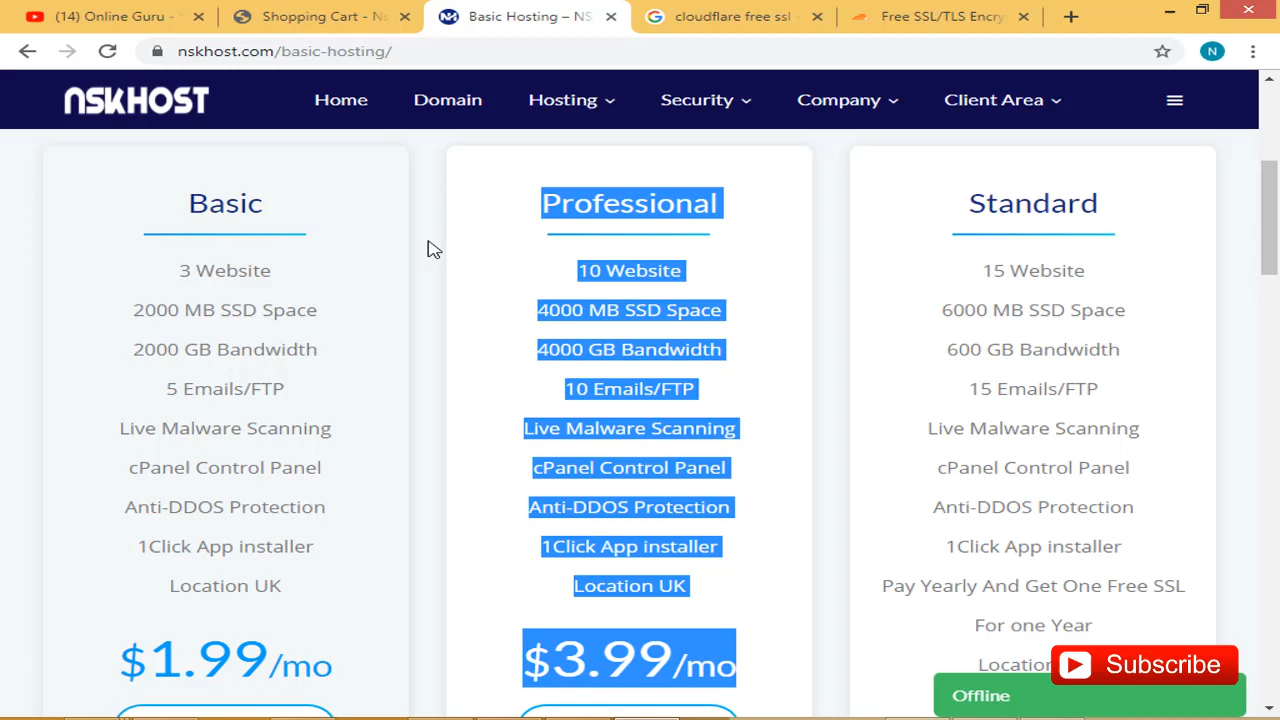 (14) Online Guru -
Shopping Cart - Ns
Basic Hosting – NS
cloudflare free ssl -
Free SSL/TLS Encry
nskhost.com/basic-hosting/
N
NSKHOST
Home
Domain
Hosting
Security
Company
Client Area
Basic
3 Website
2000 MB SSD Space
2000 GB Bandwidth
5 Emails/FTP
Live Malware Scanning
cPanel Control Panel
Anti-DDOS Protection
1Click App installer
Location UK
$1.99/mo
Professional
10 Website
4000 MB SSD Space
4000 GB Bandwidth
10 Emails/FTP
Live Malware Scanning
cPanel Control Panel
Anti-DDOS Protection
1Click App installer
Location UK
$3.99/mo
Standard
15 Website
6000 MB SSD Space
600 GB Bandwidth
15 Emails/FTP
Live Malware Scanning
cPanel Control Panel
Anti-DDOS Protection
1Click App installer
Pay Yearly And Get One Free SSL
For one Year
Location
Subscribe
Offline